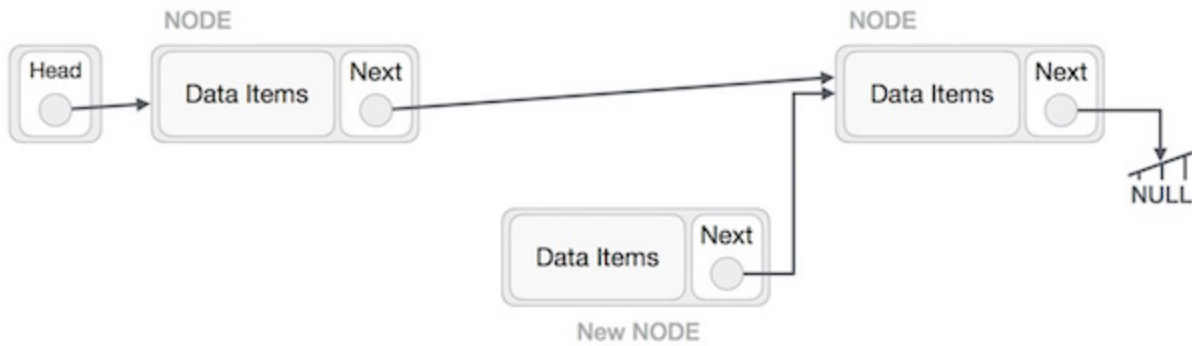 NODE
NODE
Head
Data Items
Next
Data Items
Next
NULL
Data Items
Next
New NODE